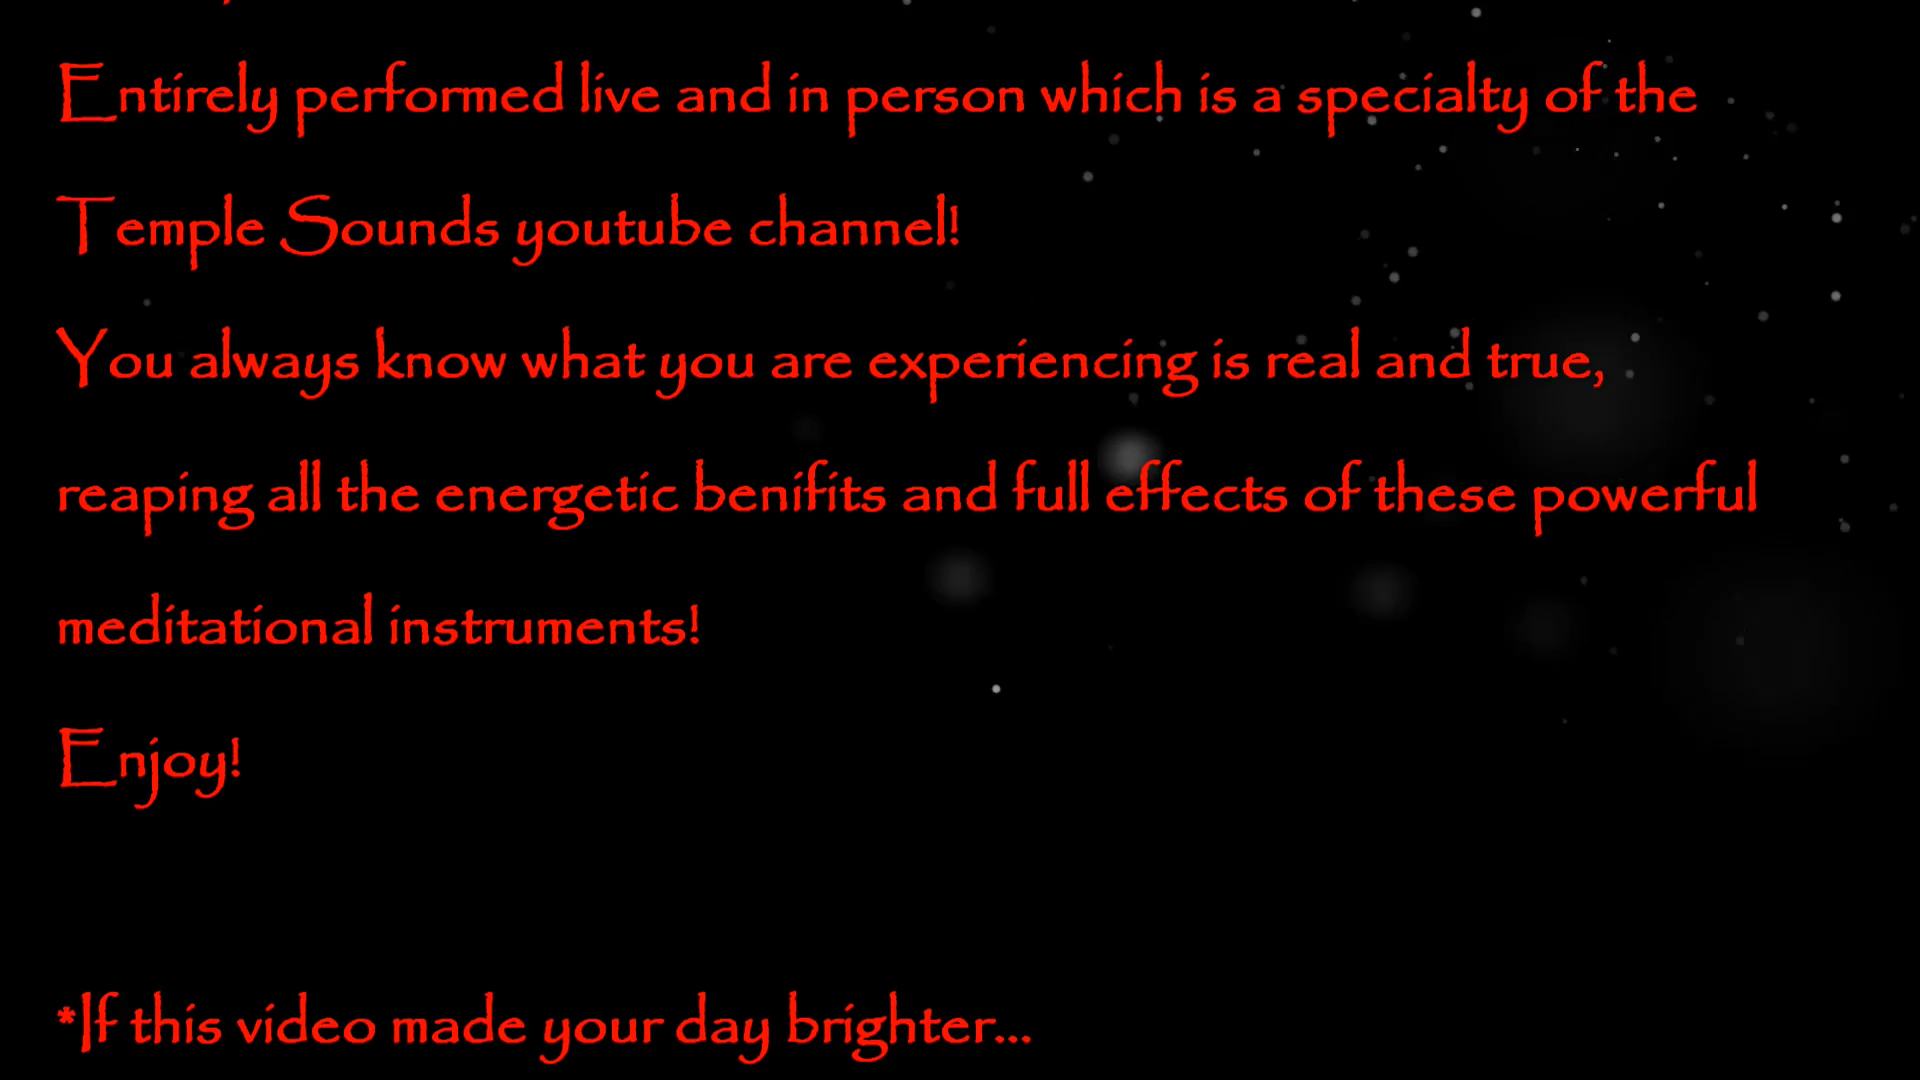 Entirely performed live and in person which is a specialty of the
Temple Sounds youtube channel!
You always know what you are experiencing is real and true,
reaping all the energetic benifits and full effects of these powerful
meditational instruments!
Enjoy!
*If this video made your day brighter...